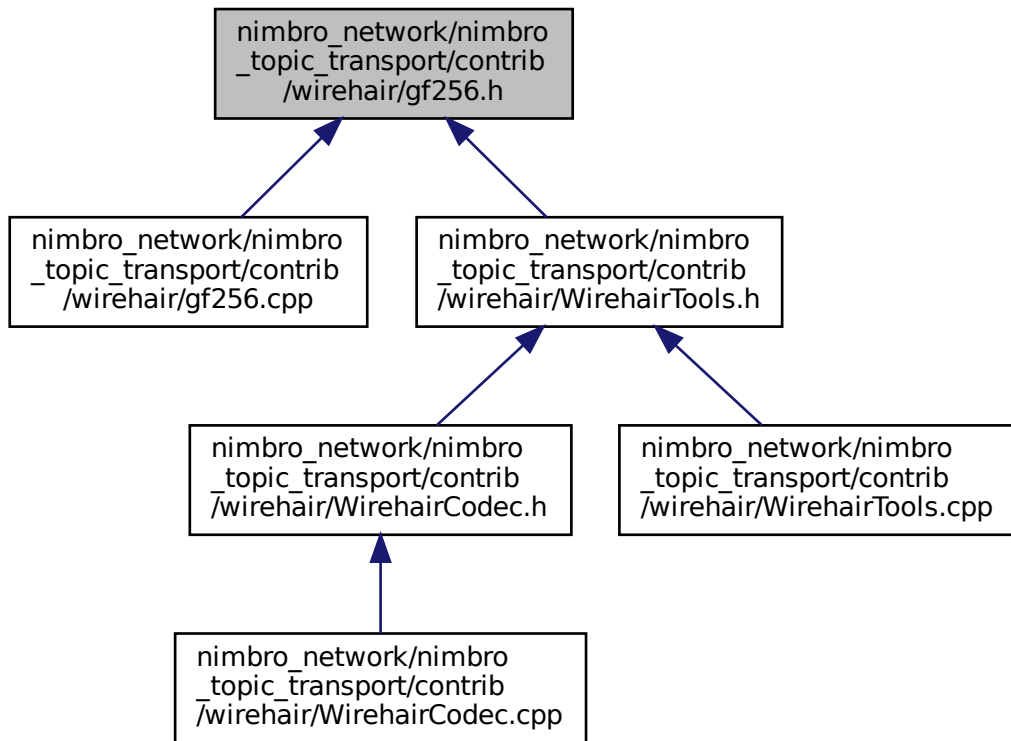 nimbro_network/nimbro
_topic_transport/contrib
/wirehair/gf256.h
nimbro_network/nimbro
_topic_transport/contrib
/wirehair/gf256.cpp
nimbro_network/nimbro
_topic_transport/contrib
/wirehair/WirehairTools.h
nimbro_network/nimbro
_topic_transport/contrib
/wirehair/WirehairCodec.h
nimbro_network/nimbro
_topic_transport/contrib
/wirehair/WirehairTools.cpp
nimbro_network/nimbro
_topic_transport/contrib
/wirehair/WirehairCodec.cpp